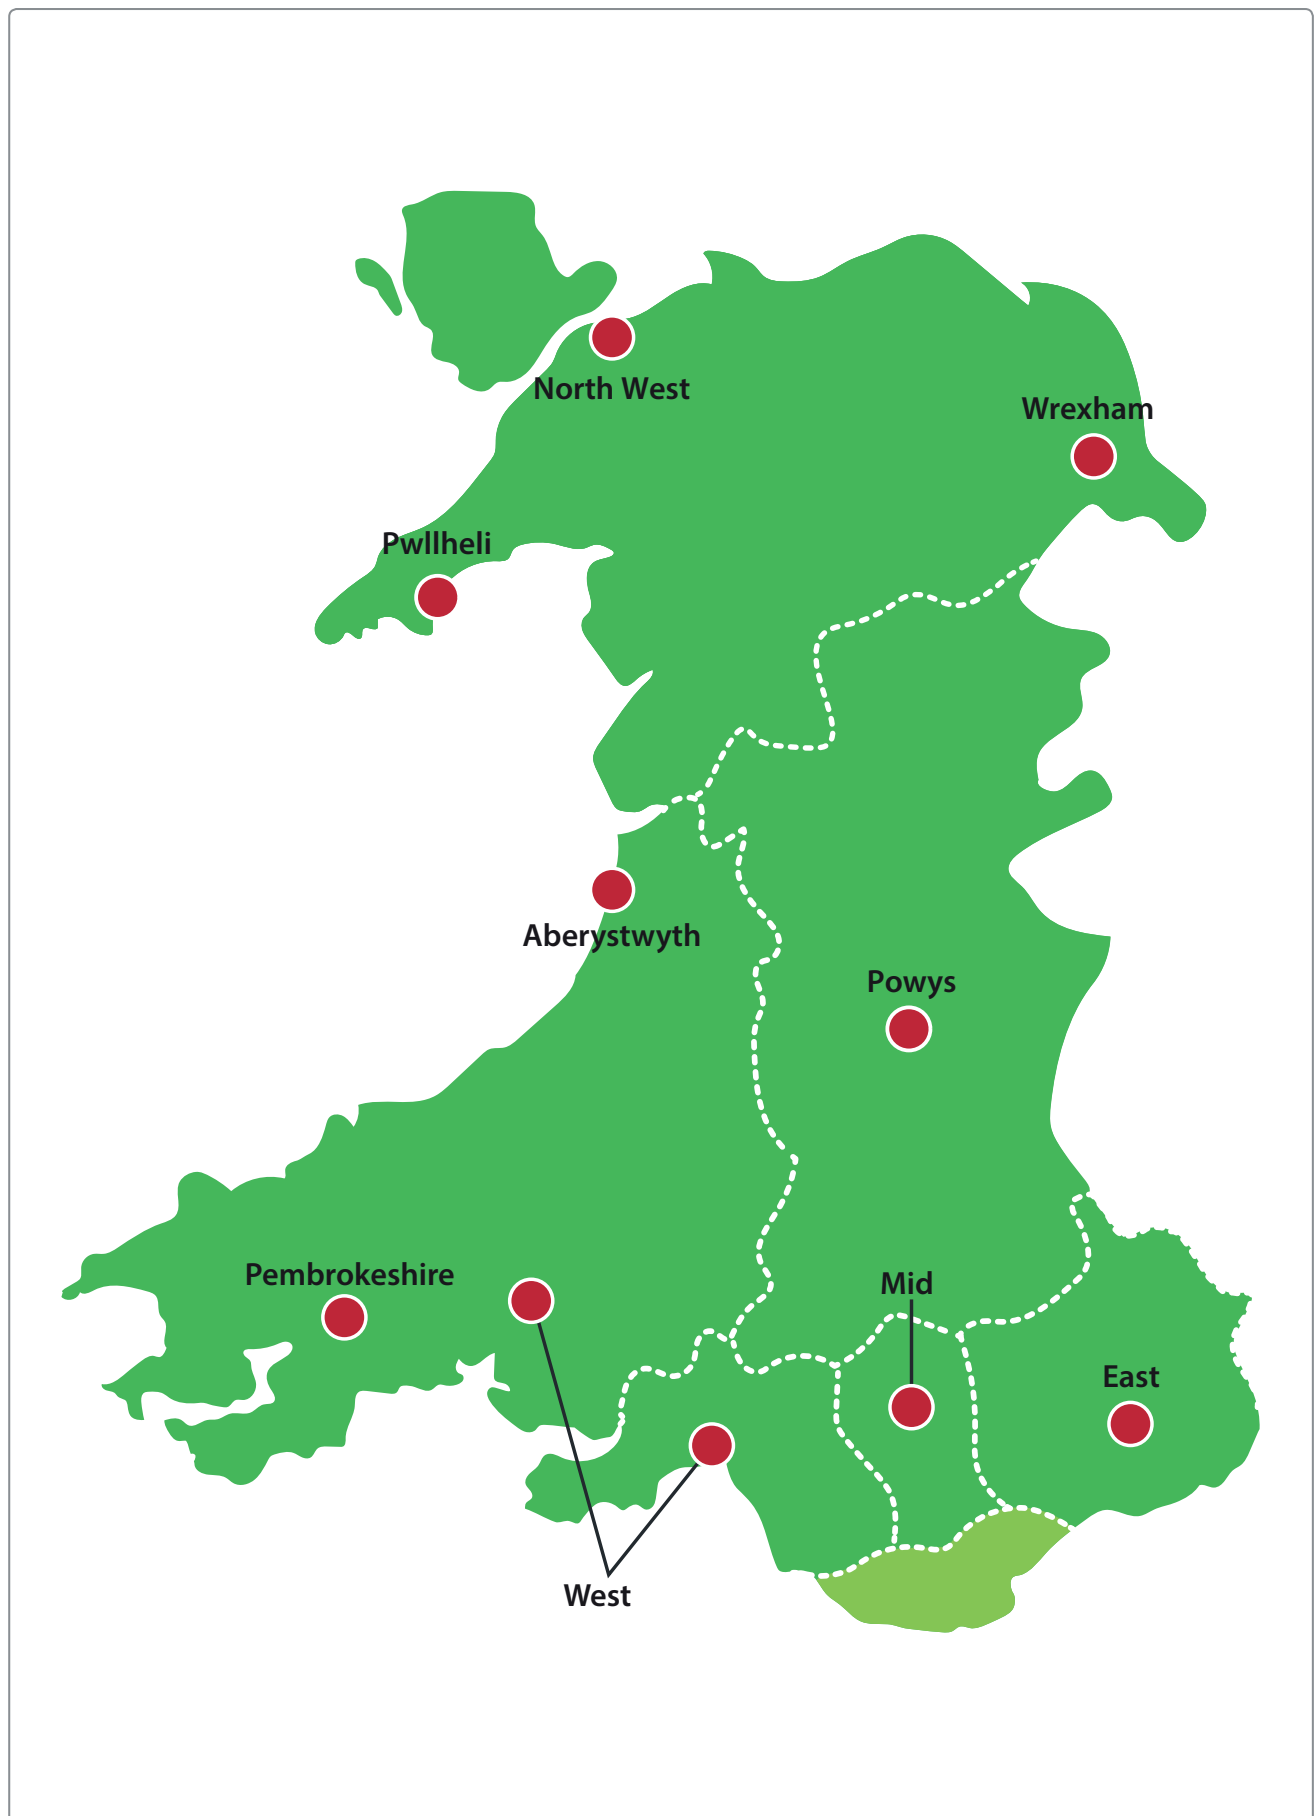 North West
Wrexham
Pwllheli
Aberystwyth
Powys
Pembrokeshire
Mid
East
West